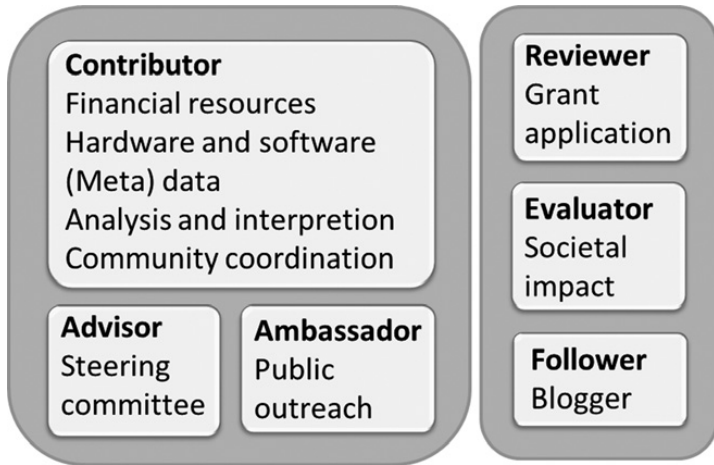 Contributor
Financial resources
Hardware and software
(Meta) data
Analysis and interpretion
Community coordination
Advisor
Steering
committee
Ambassador
Public
outreach
Reviewer
Grant
application
Evaluator
Societal
impact
Follower
Blogger